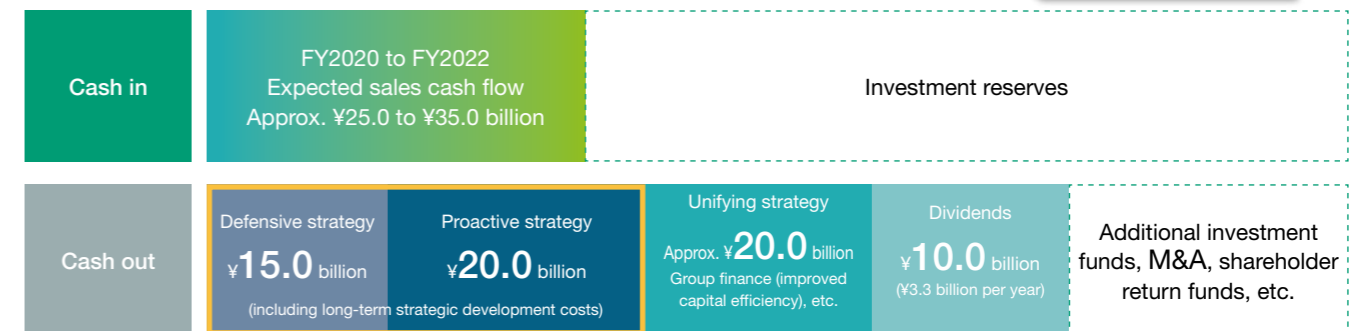 Cash in
FY2020 to FY2022
Expected sales cash flow
Approx. ¥25.0 to ¥35.0 billion
Investment reserves
Cash out
Defensive strategy
¥15.0 billion
Proactive strategy
¥20.0 billion
(including long-term strategic development costs)
Unifying strategy
Approx. ¥20.0 billion
Group finance (improved
capital efficiency), etc.
Dividends
¥10.0 billion
(¥3.3 billion per year)
Additional investment
funds, M&A, shareholder
return funds, etc.